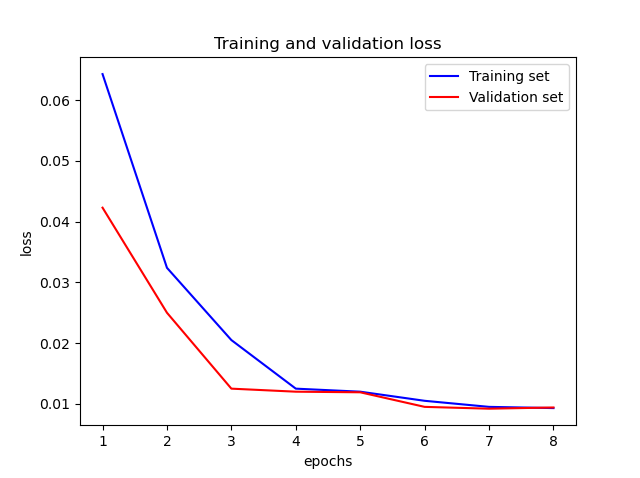 Training and validation loss
Training set
Validation set
0.06
0.05
0.04
0.03
0.02
0.01
loss
1 2 3 4 5 6 7 8
epochs